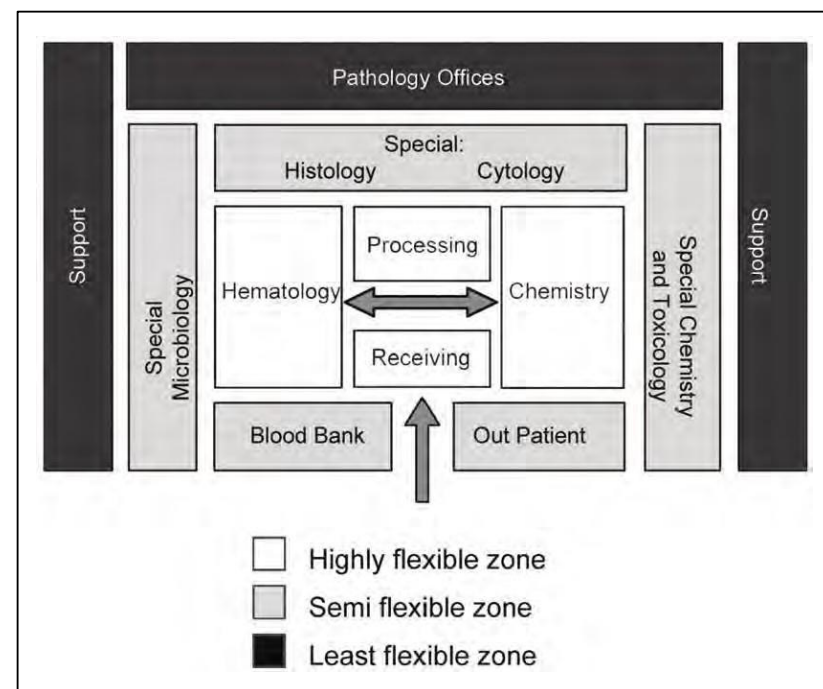 Pathology Offices
Support
Special:
Histology Cytology
Special
Microbiology
Hematology
Processing
Chemistry
Receiving
Special Chemistry
and Toxicology
Support
Blood Bank
Out Patient
Highly flexible zone
Semi flexible zone
Least flexible zone